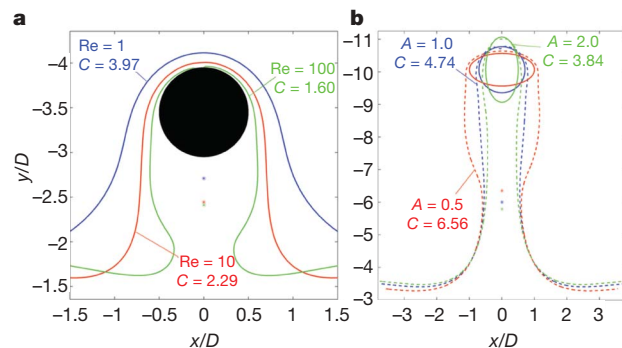 a
b
Re = 1
C = 3.97
Re = 100
C = 1.60
Re = 10
C = 2.29
-4
-3.5
-3
-2.5
-2
-1.5
y/D
-1.5
-1.0
-0.5
0
0.5
1
1.5
x/D
A = 1.0
C = 4.74
A = 2.0
C = 3.84
A = 0.5
C = 6.56
-11
-10
-9
-8
-7
-6
-5
-4
-3
-3
-2
-1
0
1
2
3
x/D